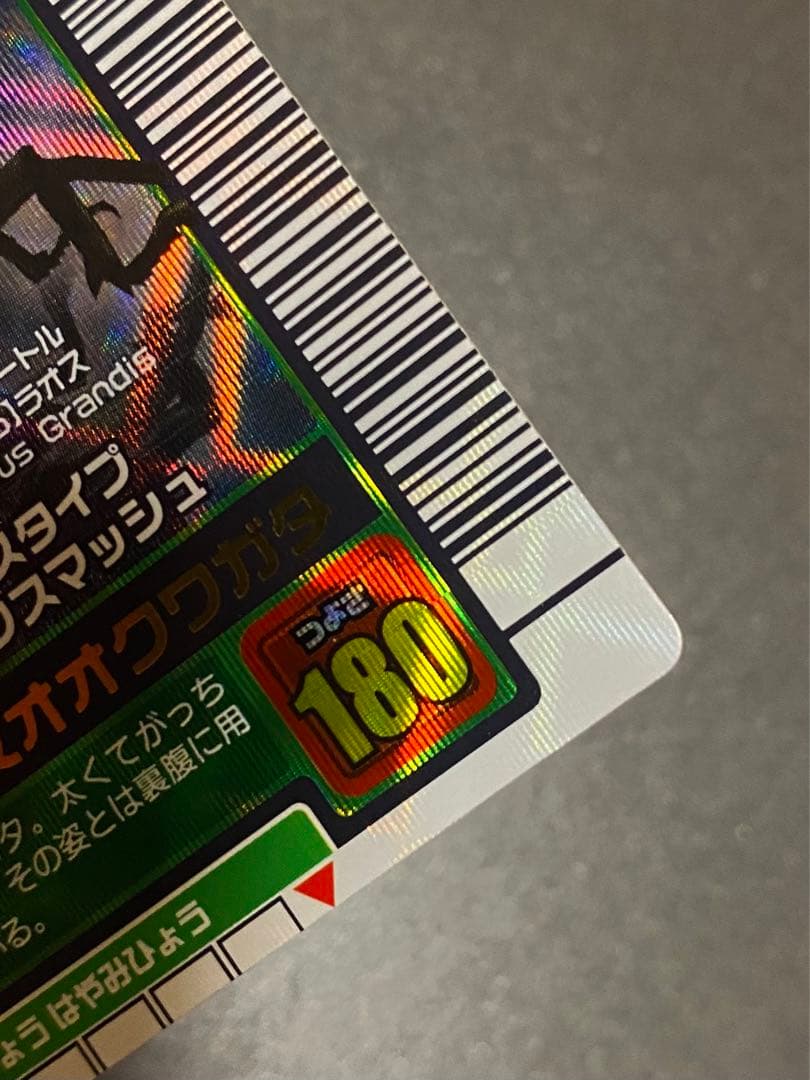 ートル
ラオス
us Grandis
スタイプ
スマッシュ
オオクワガタ
つよさ
180
タ。太くてがっち
その姿とは裏腹に用
いる。
ょうはやみひょう